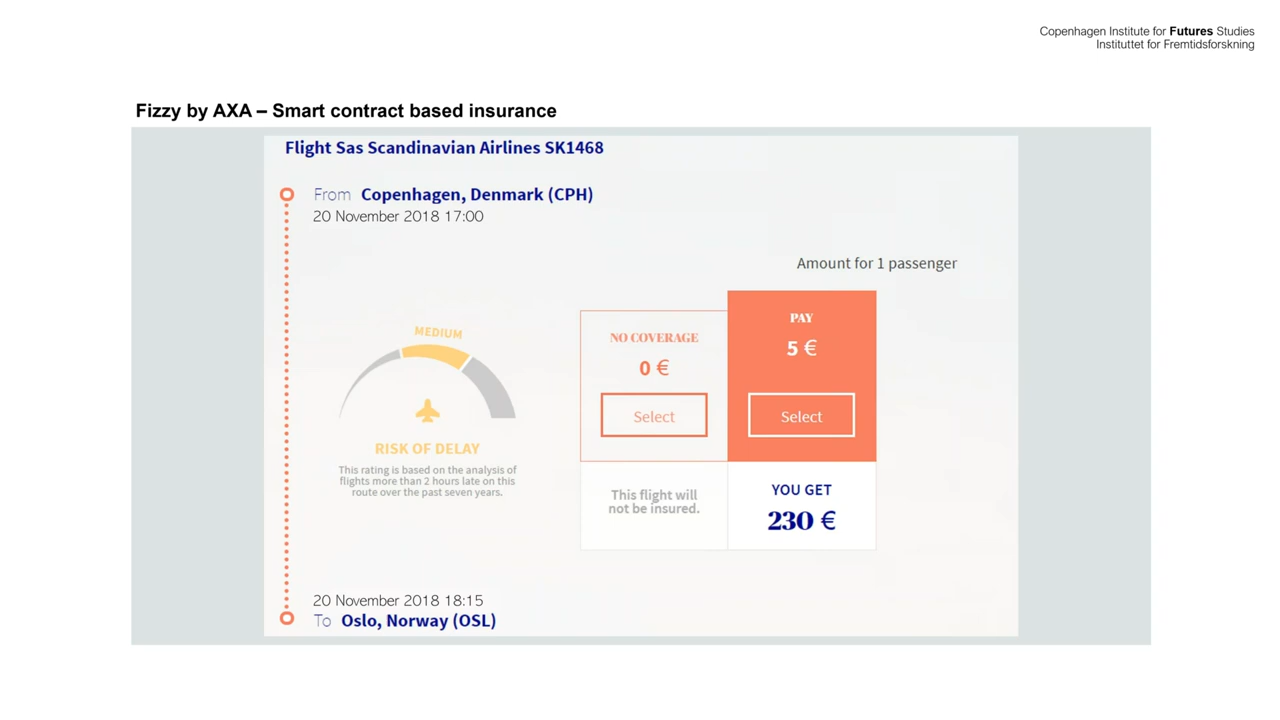 Copenhagen Institute for Futures Studies
Instituttet for Fremtidsforskning
Fizzy by AXA – Smart contract based insurance
Flight Sas Scandinavian Airlines SK1468
From Copenhagen, Denmark (CPH)
20 November 2018 17:00
Amount for 1 passenger
MEDIUM
RISK OF DELAY
This rating is based on the analysis of
flights more than 2 hours late on this
route over the past seven years.
NO COVERAGE
0 €
Select
This flight will
not be insured.
PAY
5 €
Select
YOU GET
230 €
20 November 2018 18:15
To Oslo, Norway (OSL)